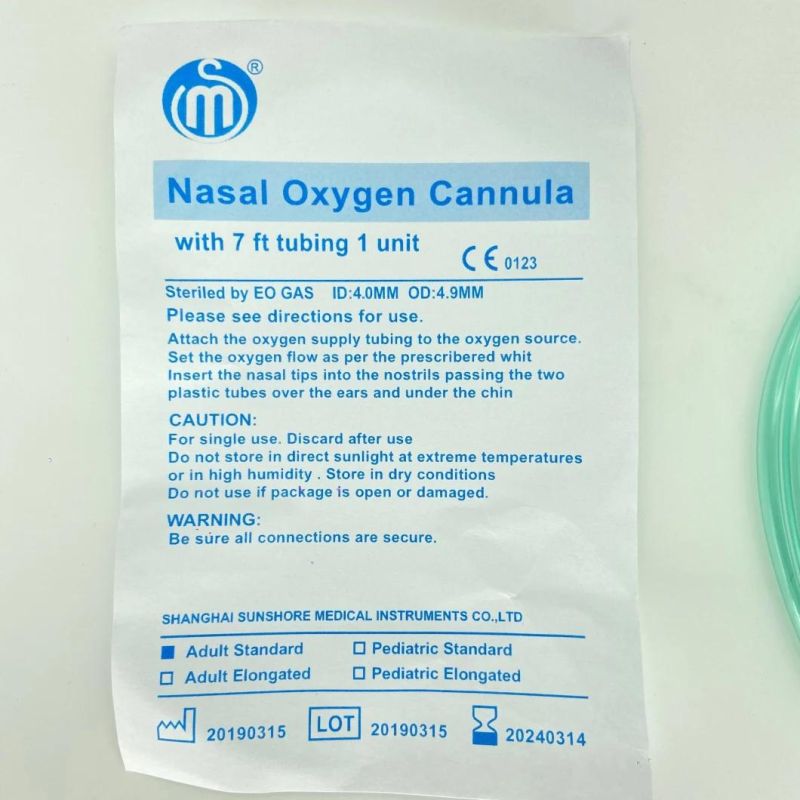 SM ®
Nasal Oxygen Cannula
with 7 ft tubing 1 unit
CE 0123
Steriled by EO GAS ID:4.0MM OD:4.9MM
Please see directions for use.
Attach the oxygen supply tubing to the oxygen source.
Set the oxygen flow as per the prescribered whit
Insert the nasal tips into the nostrils passing the two
plastic tubes over the ears and under the chin
CAUTION:
For single use. Discard after use
Do not store in direct sunlight at extreme temperatures
or in high humidity . Store in dry conditions
Do not use if package is open or damaged.
WARNING:
Be sure all connections are secure.
SHANGHAI SUNSHORE MEDICAL INSTRUMENTS CO.,LTD
■ Adult Standard □ Pediatric Standard
□ Adult Elongated □ Pediatric Elongated
20190315 LOT 20190315 20240314